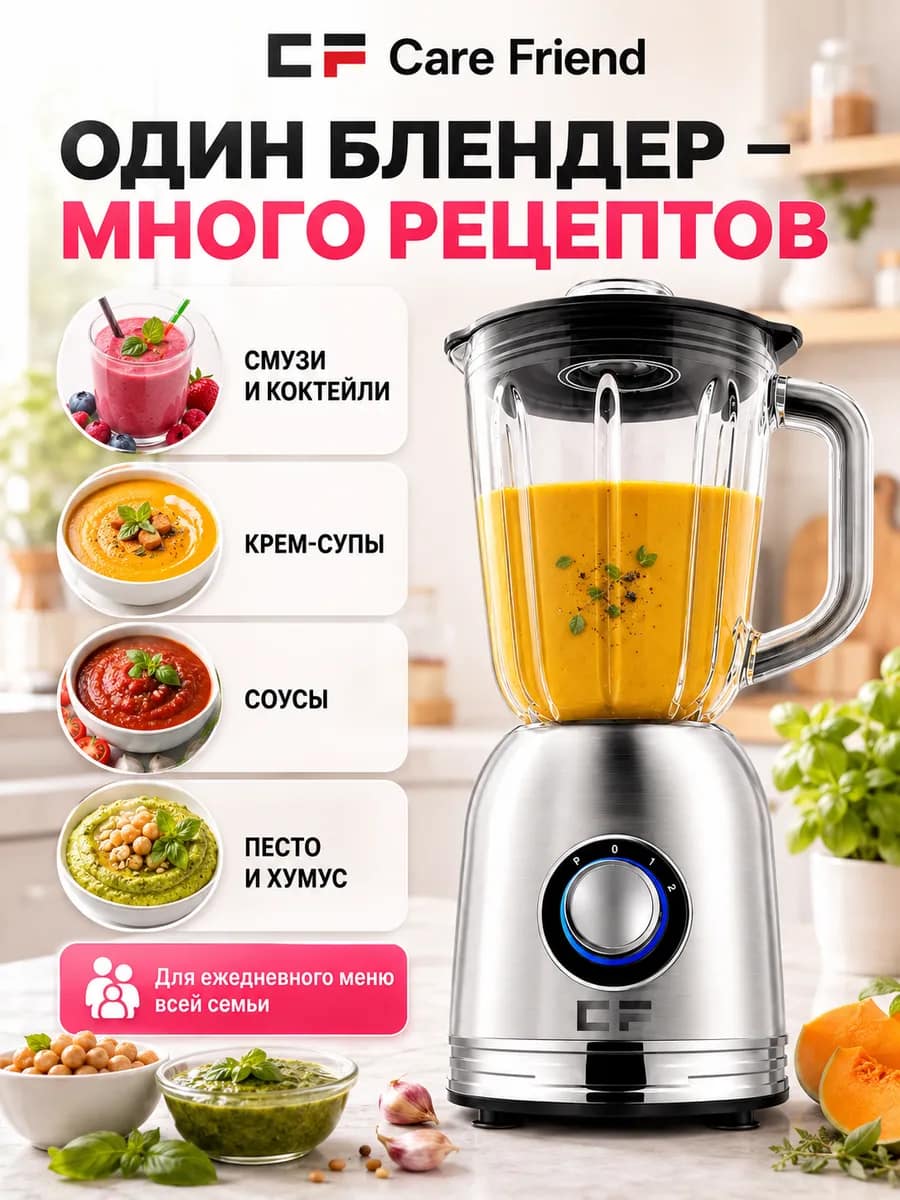 CF Care Friend
ОДИН БЛЕНДЕР –
МНОГО РЕЦЕПТОВ
СМУЗИ
И КОКТЕЙЛИ
КРЕМ-СУПЫ
СОУСЫ
ПЕСТО
И ХУМУС
Для ежедневного меню
всей семьи
P 0 1 2
CF